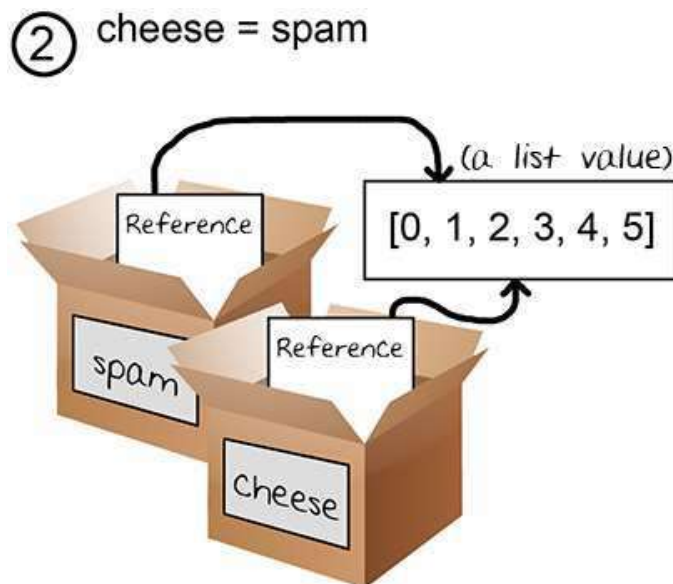 2 cheese = spam
(a list value)
Reference
[0, 1, 2, 3, 4, 5]
Reference
spam
Cheese